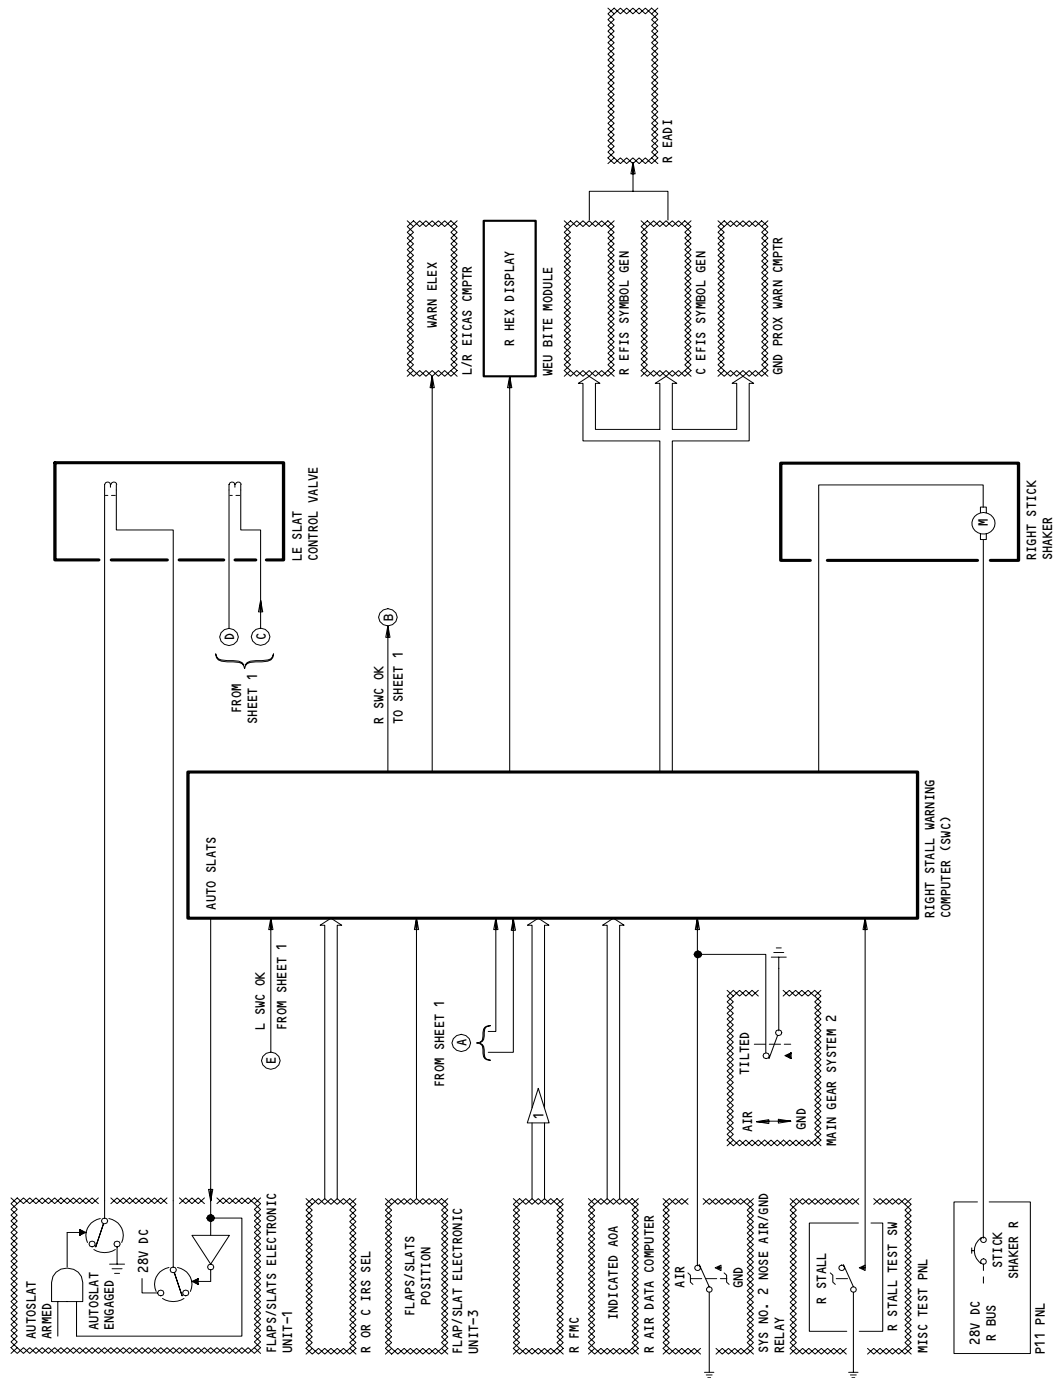 AUTOSLAT
ARMED
AUTOSLAT
ENGAGED
28V DC
FLAPS/SLATS ELECTRONIC
UNIT-1
R OR C IRS SEL
FLAPS/SLATS
POSITION
FLAP/SLAT ELECTRONIC
UNIT-3
R FMC
INDICATED AOA
R AIR DATA COMPUTER
AIR
GND
SYS NO. 2 NOSE AIR/GND
RELAY
R STALL
R STALL TEST SW
MISC TEST PNL
28V DC
R BUS
STICK
SHAKER R
P11 PNL
E
L SWC OK
FROM SHEET 1
FROM SHEET 1
A
1
AIR
GND
TILTED
MAIN GEAR SYSTEM 2
AUTO SLATS
RIGHT STALL WARNING
COMPUTER (SWC)
FROM
SHEET 1
D
C
R SWC OK
TO SHEET 1
B
LE SLAT
CONTROL VALVE
M
RIGHT STICK
SHAKER
WARN ELEX
L/R EICAS CMPTR
R HEX DISPLAY
WEU BITE MODULE
R EFIS SYMBOL GEN
C EFIS SYMBOL GEN
GND PROX WARN CMPTR
R EADI